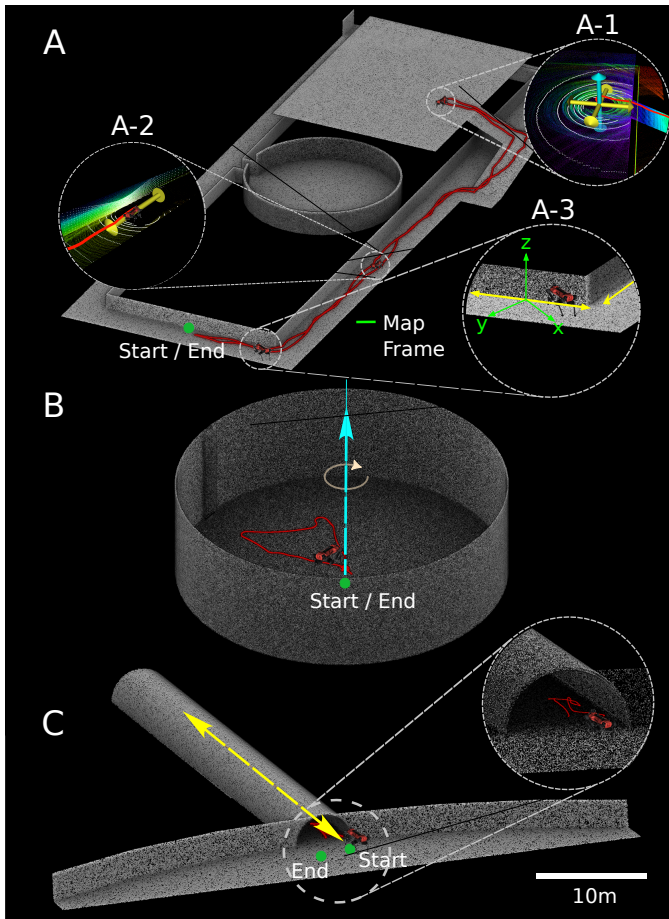 A
A-1
A-2
A-3
z
y
x
Map
Frame
Start / End
B
Start / End
C
Start
End
10m